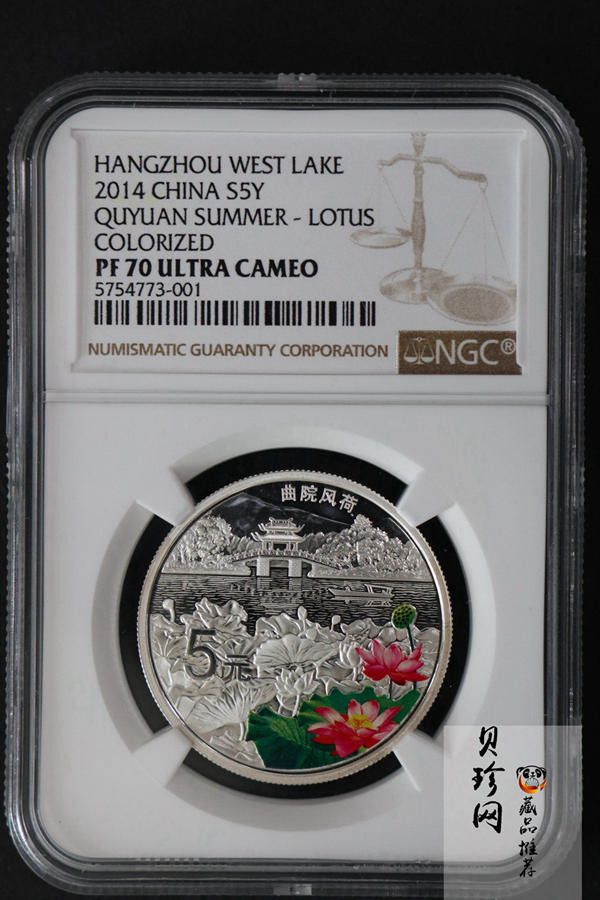 HANGZHOU WEST LAKE
2014 CHINA S5Y
QUYUAN SUMMER - LOTUS
COLORIZED
PF 70 ULTRA CAMEO
5754773-001
NUMISMATIC GUARANTY CORPORATION
NGC®
曲院风荷
5元
贝珍网
藏品推荐